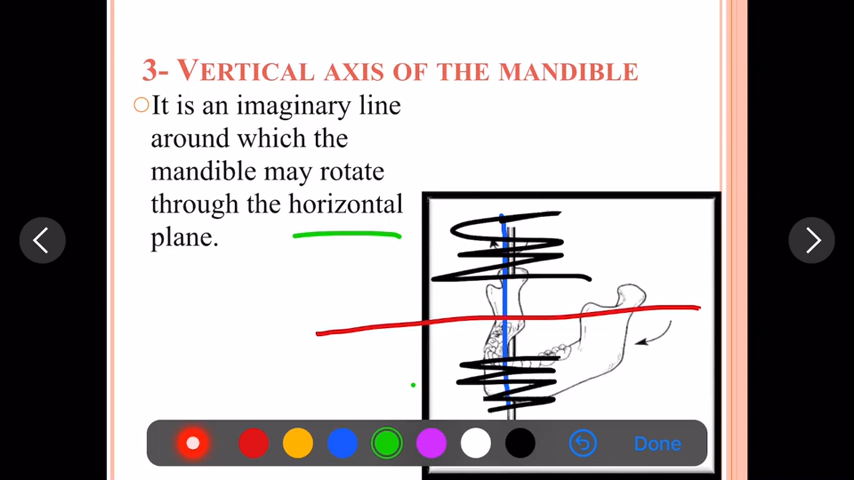 3- VERTICAL AXIS OF THE MANDIBLE
It is an imaginary line
around which the
mandible may rotate
through the horizontal
plane.
Done